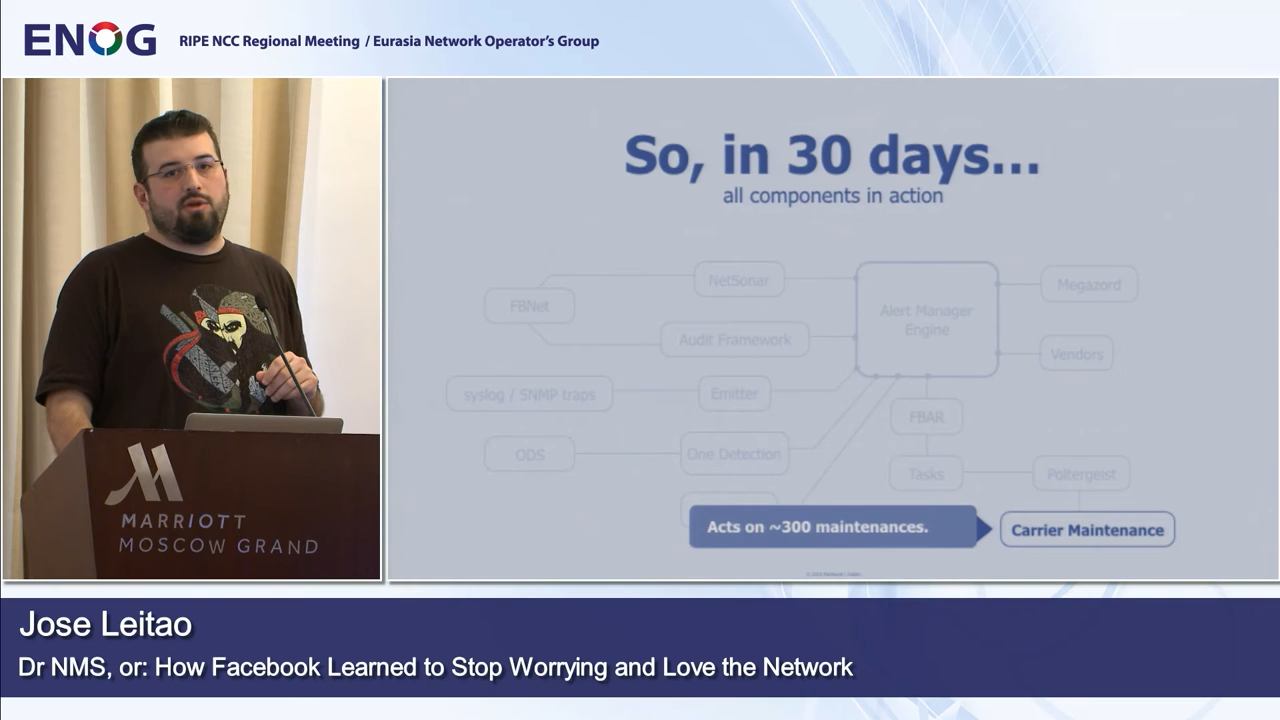 ENOG
RIPE NCC Regional Meeting / Eurasia Network Operator's Group
So, in 30 days...
all components in action
NetSonar
FBNet
Alert Manager
Engine
Megazord
Audit Framework
Vendors
syslog / SNMP traps
Emitter
FBAR
ODS
One Detection
Tasks
Poltergeist
Acts on ~300 maintenances.
Carrier Maintenance
MARRIOTT
MOSCOW GRAND
Jose Leitao
Dr NMS, or: How Facebook Learned to Stop Worrying and Love the Network